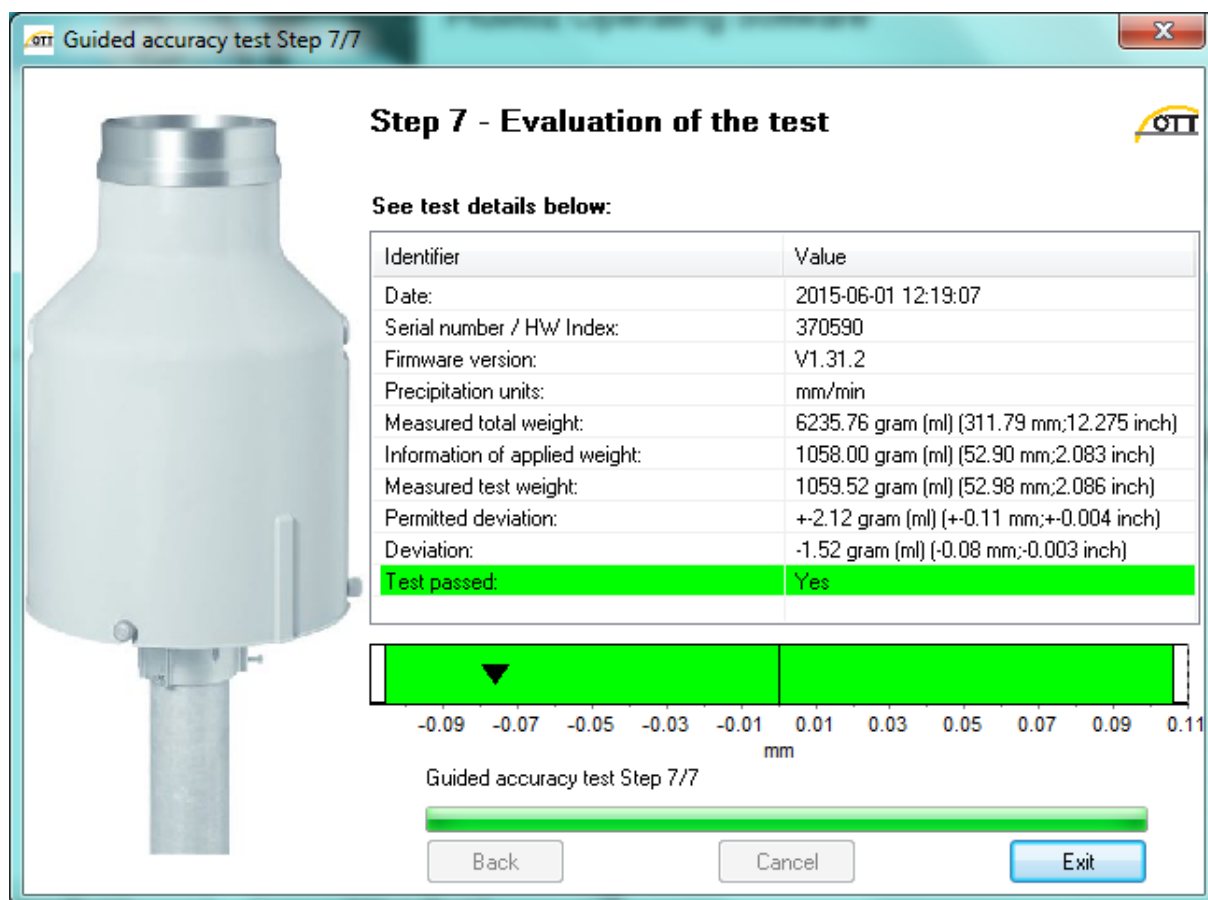 OTT Guided accuracy test Step 7/7
Step 7 - Evaluation of the test
OTT
See test details below:
Identifier Value
Date: 2015-06-01 12:19:07
Serial number / HW Index: 370590
Firmware version: V1.31.2
Precipitation units: mm/min
Measured total weight: 6235.76 gram (ml) (311.79 mm;12.275 inch)
Information of applied weight: 1058.00 gram (ml) (52.90 mm;2.083 inch)
Measured test weight: 1059.52 gram (ml) (52.98 mm;2.086 inch)
Permitted deviation: +-2.12 gram (ml) (+-0.11 mm;+-0.004 inch)
Deviation: -1.52 gram (ml) (-0.08 mm;-0.003 inch)
Test passed: Yes
-0.09 -0.07 -0.05 -0.03 -0.01 0.01 0.03 0.05 0.07 0.09 0.11
mm
Guided accuracy test Step 7/7
Back Cancel Exit